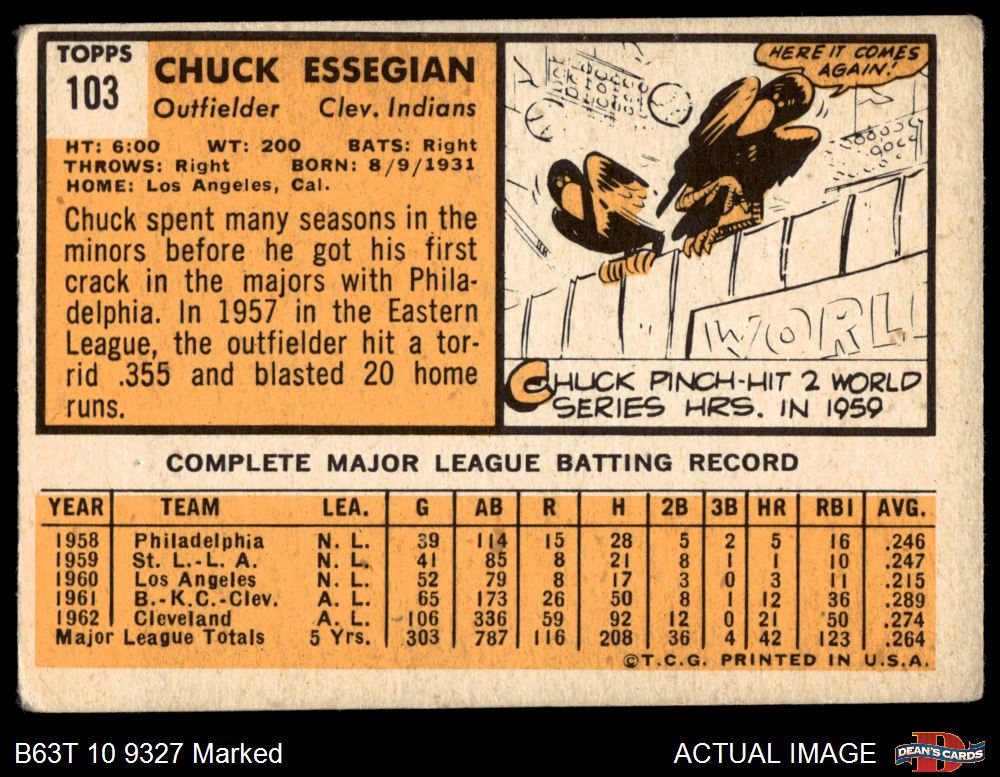 TOPPS
103
CHUCK ESSEGIAN
Outfielder Clev. Indians
HT: 6:00 WT: 200 BATS: Right
THROWS: Right BORN: 8/9/1931
HOME: Los Angeles, Cal.
Chuck spent many seasons in the
minors before he got his first
crack in the majors with Phila-
delphia. In 1957 in the Eastern
League, the outfielder hit a tor-
rid .355 and blasted 20 home
runs.
HERE IT COMES
AGAIN!
WORL
CHUCK PINCH-HIT 2 WORLD
SERIES HRS. IN 1959
COMPLETE MAJOR LEAGUE BATTING RECORD
YEAR TEAM LEA. G AB R H 2B 3B HR RBI AVG.
1958 Philadelphia N. L. 39 114 15 28 5 2 5 16 .246
1959 St. L.-L. A. N. L. 41 85 8 21 8 1 1 10 .247
1960 Los Angeles N. L. 52 79 8 17 3 0 3 11 .215
1961 B.-K.C.-Clev. A. L. 65 173 26 50 8 1 12 36 .289
1962 Cleveland A. L. 106 336 59 92 12 0 21 50 .274
Major League Totals 5 Yrs. 303 787 116 208 36 4 42 123 .264
©T.C.G. PRINTED IN U.S.A.
B63T 10 9327 Marked
ACTUAL IMAGE
DEAN'S CARDS